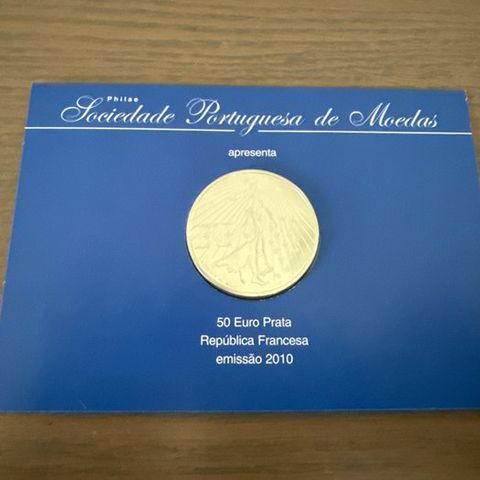 Philae
Sociedade Portuguesa de Moedas
apresenta
50 Euro Prata
República Francesa
emissão 2010